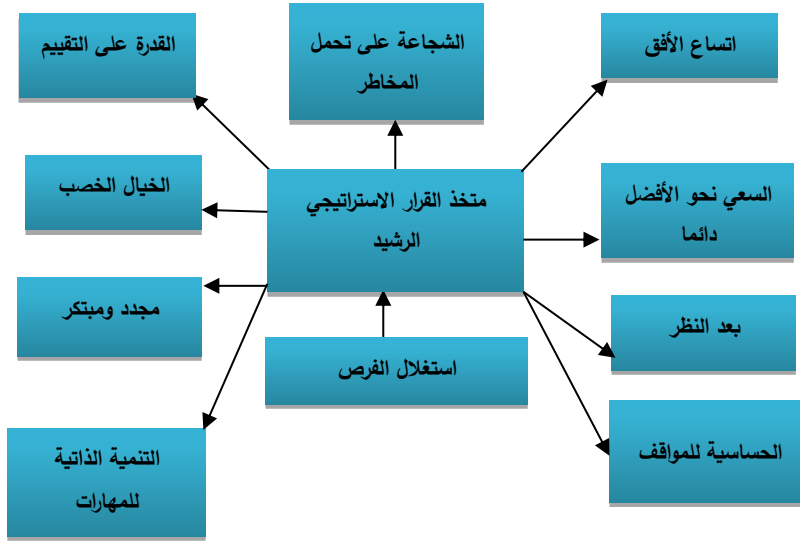 اتساع الأفق
الشجاعة على تحمل
المخاطر
القدرة على التقييم
السعي نحو الأفضل
دائما
متخذ القرار الاستراتيجي
الرشيد
الخيال الخصب
بعد النظر
مجدد ومبتكر
استغلال الفرص
الحساسية للمواقف
التنمية الذاتية
للمهارات